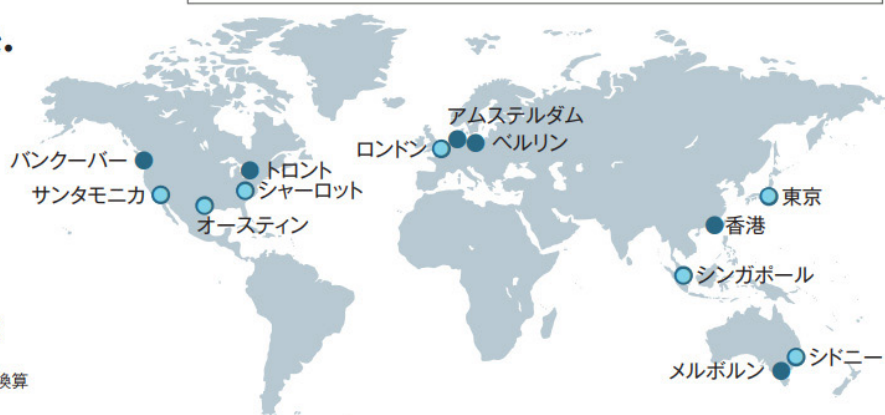 アムステルダム
ロンドン
ベルリン
バンクーバー
トロント
サンタモニカ
シャーロット
オースティン
東京
香港
シンガポール
シドニー
メルボルン
換算